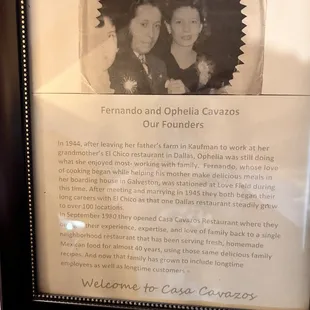 Fernando and Ophelia Cavazos
Our Founders
In 1944, after leaving her father's farm in Kaufman to work at her
grandmother's El Chico restaurant in Dallas, Ophelia was still doing
what she enjoyed most- working with family. Fernando, whose love
of cooking began while helping his mother make delicious meals in
her boarding house in Galveston, was stationed at Love Field during
this time. After meeting and marrying in 1945 they both began their
long careers with El Chico as that one Dallas restaurant steadily grew
to over 100 locations.
In September 1990 they opened Casa Cavazos Restaurant where they
their experience, expertise, and love of family back to a single
neighborhood restaurant that has been serving fresh, homemade
Mexican food for almost 40 years, using those same delicious family
recipes. And now that family has grown to include longtime
employees as well as longtime customers.
Welcome to Casa Cavazos